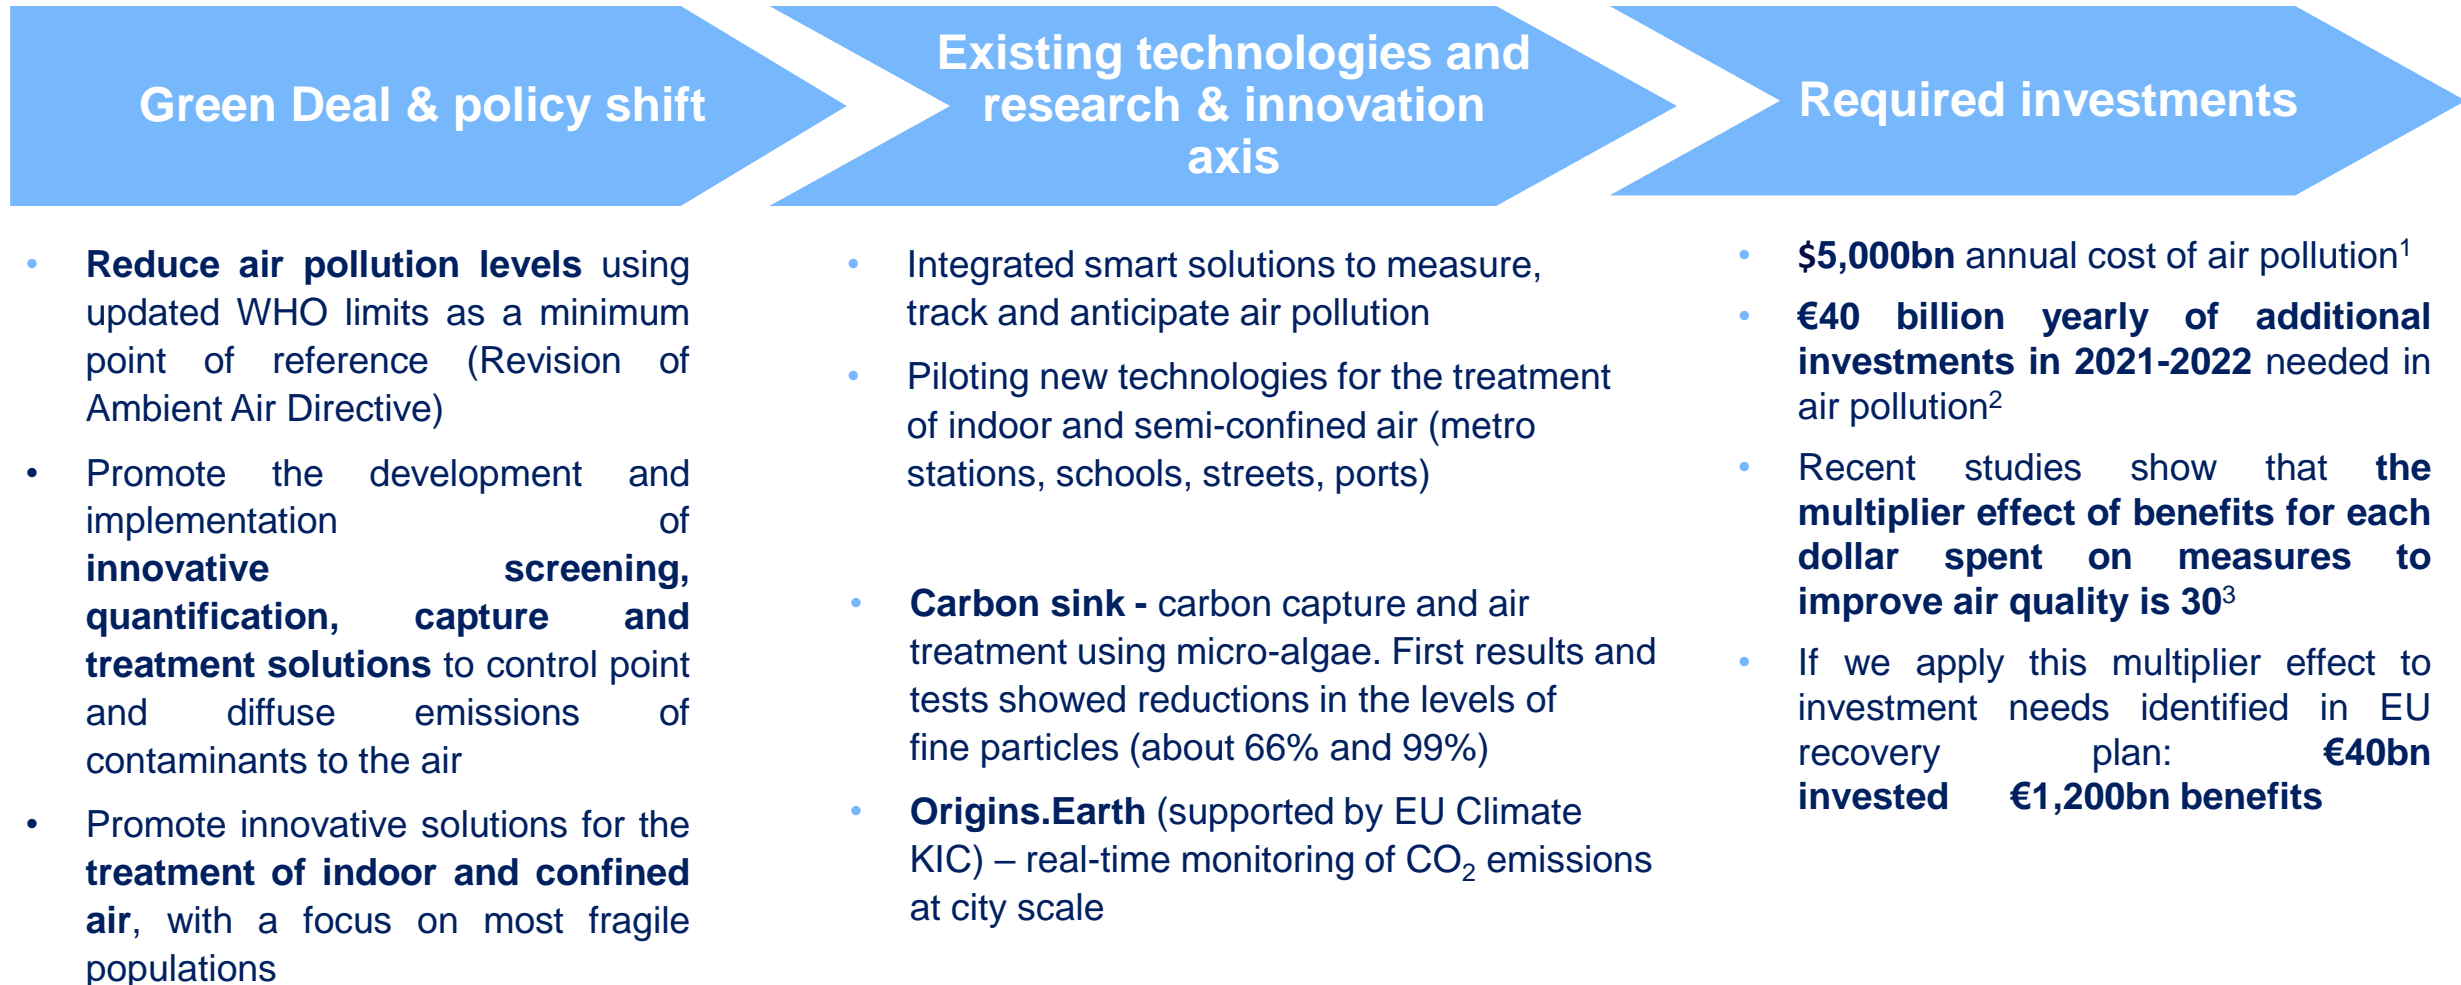 Green Deal & policy shift
Existing technologies and
research & innovation
axis
Required investments
• Reduce air pollution levels using
updated WHO limits as a minimum
point of reference (Revision of
Ambient Air Directive)
• Promote the development and
implementation of
innovative screening,
quantification, capture and
treatment solutions to control point
and diffuse emissions of
contaminants to the air
• Promote innovative solutions for the
treatment of indoor and confined
air, with a focus on most fragile
populations
• Integrated smart solutions to measure,
track and anticipate air pollution
• Piloting new technologies for the treatment
of indoor and semi-confined air (metro
stations, schools, streets, ports)
• Carbon sink - carbon capture and air
treatment using micro-algae. First results and
tests showed reductions in the levels of
fine particles (about 66% and 99%)
• Origins.Earth (supported by EU Climate
KIC) – real-time monitoring of CO₂ emissions
at city scale
• $5,000bn annual cost of air pollution¹
• €40 billion yearly of additional
investments in 2021-2022 needed in
air pollution²
• Recent studies show that the
multiplier effect of benefits for each
dollar spent on measures to
improve air quality is 30³
• If we apply this multiplier effect to
investment needs identified in EU
recovery plan: €40bn
invested €1,200bn benefits